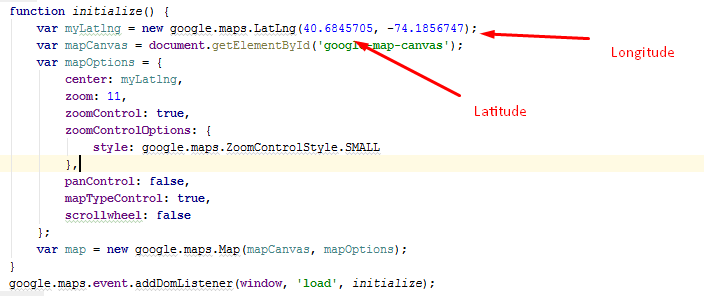 function initialize() {
var myLatlng = new google.maps.LatLng(40.6845705, -74.1856747);
Longitude
var mapCanvas = document.getElementById('google-map-canvas');
var mapOptions = {
center: myLatlng,
zoom: 11,
Latitude
zoomControl: true,
zoomControlOptions: {
style: google.maps.ZoomControlStyle.SMALL
},
panControl: false,
mapTypeControl: true,
scrollwheel: false
};
var map = new google.maps.Map(mapCanvas, mapOptions);
}
google.maps.event.addDomListener(window, 'load', initialize);